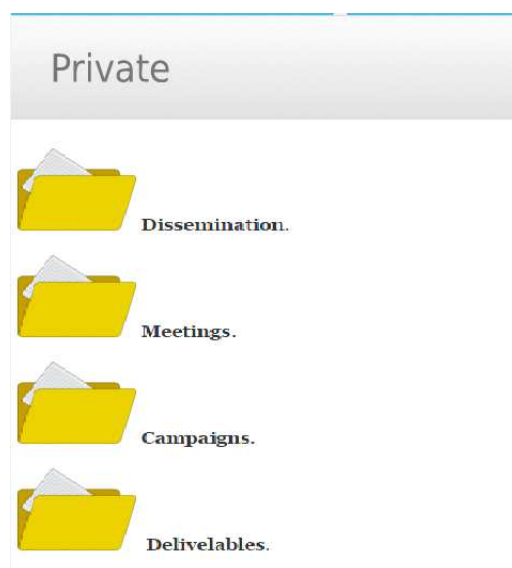 Private
Dissemination.
Meetings.
Campaigns.
Delivelables.